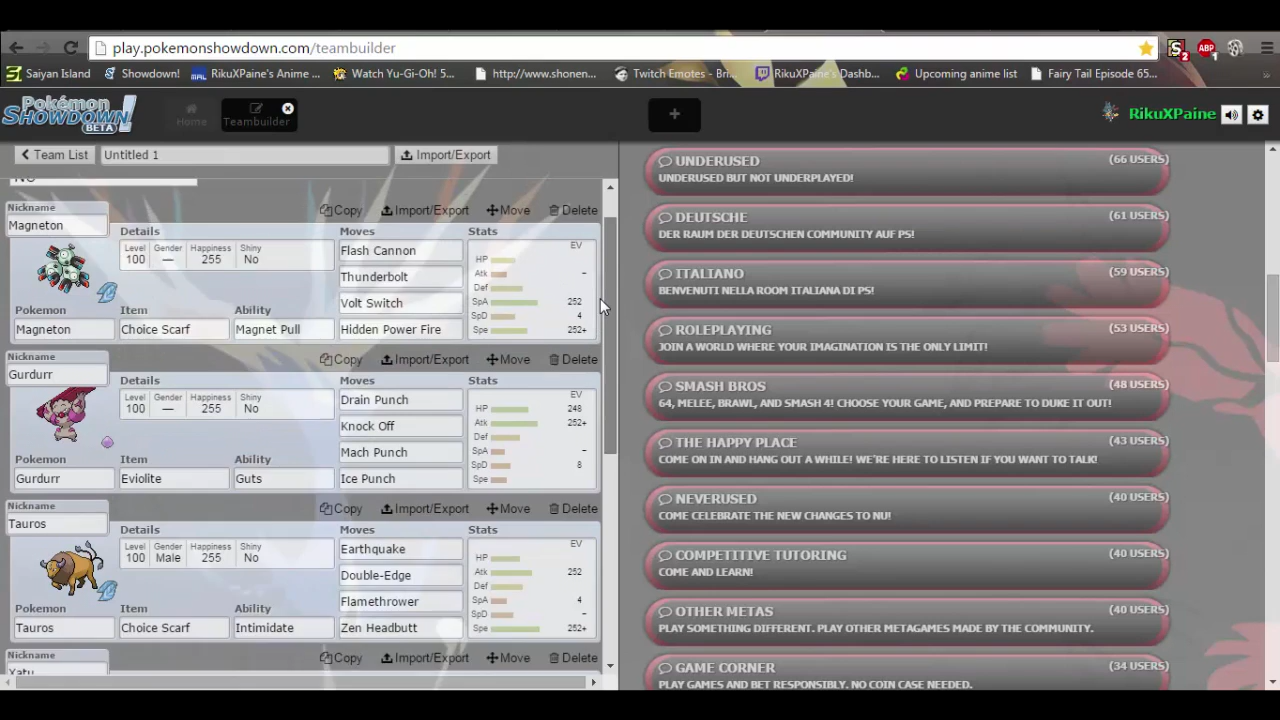 play.pokemonshowdown.com/teambuilder
Saiyan Island
Showdown!
RikuXPaine's Anime ...
Watch Yu-Gi-Oh! 5...
http://www.shonen...
Twitch Emotes - Bri...
RikuXPaine's Dashb...
Upcoming anime list
Fairy Tail Episode 65...
»
S 2
ABP 1
Pokémon SHOWDOWN! BETA
Home
Teambuilder
+
RikuXPaine
Team List
Untitled 1
Import/Export
Nickname
Magneton
Copy Import/Export Move Delete
Details Moves Stats
Level Gender Happiness Shiny
100 — 255 No
Flash Cannon
Thunderbolt
Volt Switch
Hidden Power Fire
EV
HP
Atk –
Def
SpA 252
SpD 4
Spe 252+
Pokemon Item Ability
Magneton Choice Scarf Magnet Pull
Nickname
Gurdurr
Copy Import/Export Move Delete
Details Moves Stats
Level Gender Happiness Shiny
100 — 255 No
Drain Punch
Knock Off
Mach Punch
Ice Punch
EV
HP 248
Atk 252+
Def
SpA –
SpD 8
Spe
Pokemon Item Ability
Gurdurr Eviolite Guts
Nickname
Tauros
Copy Import/Export Move Delete
Details Moves Stats
Level Gender Happiness Shiny
100 Male 255 No
Earthquake
Double-Edge
Flamethrower
Zen Headbutt
EV
HP
Atk 252
Def
SpA 4
SpD –
Spe 252+
Pokemon Item Ability
Tauros Choice Scarf Intimidate
Nickname
Xatu
Copy Import/Export Move Delete
UNDERUSED (66 USERS)
UNDERUSED BUT NOT UNDERPLAYED!
DEUTSCHE (61 USERS)
DER RAUM DER DEUTSCHEN COMMUNITY AUF PS!
ITALIANO (59 USERS)
BENVENUTI NELLA ROOM ITALIANA DI PS!
ROLEPLAYING (53 USERS)
JOIN A WORLD WHERE YOUR IMAGINATION IS THE ONLY LIMIT!
SMASH BROS (48 USERS)
64, MELEE, BRAWL, AND SMASH 4! CHOOSE YOUR GAME, AND PREPARE TO DUKE IT OUT!
THE HAPPY PLACE (43 USERS)
COME ON IN AND HANG OUT A WHILE! WE'RE HERE TO LISTEN IF YOU WANT TO TALK!
NEVERUSED (40 USERS)
COME CELEBRATE THE NEW CHANGES TO NU!
COMPETITIVE TUTORING (40 USERS)
COME AND LEARN!
OTHER METAS (40 USERS)
PLAY SOMETHING DIFFERENT. PLAY OTHER METAGAMES MADE BY THE COMMUNITY.
GAME CORNER (34 USERS)
PLAY GAMES AND BET RESPONSIBLY. NO COIN CASE NEEDED.